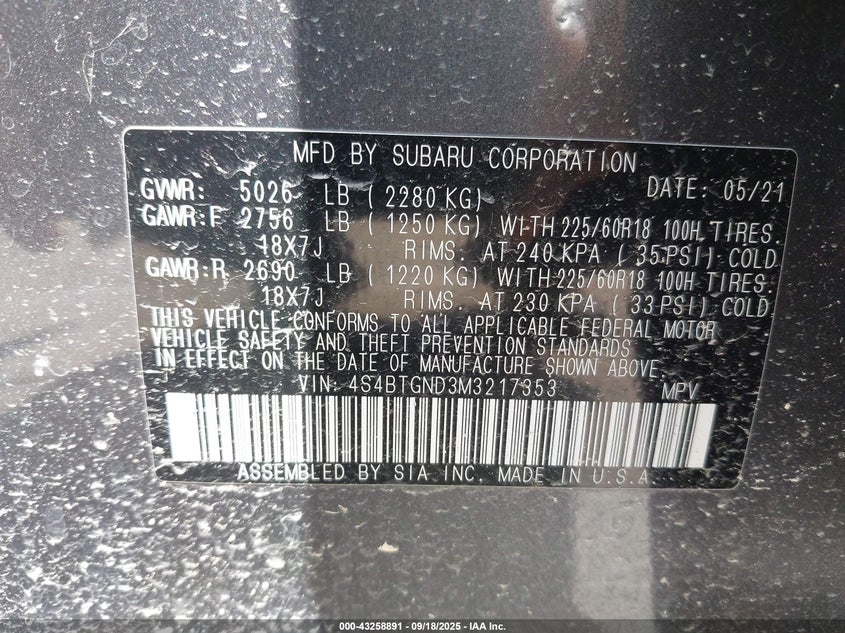 MFD BY SUBARU CORPORATION
GVWR: 5026 LB ( 2280 KG) DATE: 05/21
GAWR:F 2756 LB ( 1250 KG) WITH 225/60R18 100H TIRES.
18X7J RIMS. AT 240 KPA ( 35 PSI) COLD
GAWR:R 2690 LB ( 1220 KG) WITH 225/60R18 100H TIRES.
18X7J RIMS. AT 230 KPA ( 33 PSI) COLD
THIS VEHICLE CONFORMS TO ALL APPLICABLE FEDERAL MOTOR
VEHICLE SAFETY AND THEFT PREVENTION STANDARDS
IN EFFECT ON THE DATE OF MANUFACTURE SHOWN ABOVE.
VIN: 4S4BTGND3M3217353 MPV
ASSEMBLED BY SIA INC. MADE IN U.S.A.
000-43258891 - 09/18/2025 - IAA Inc.